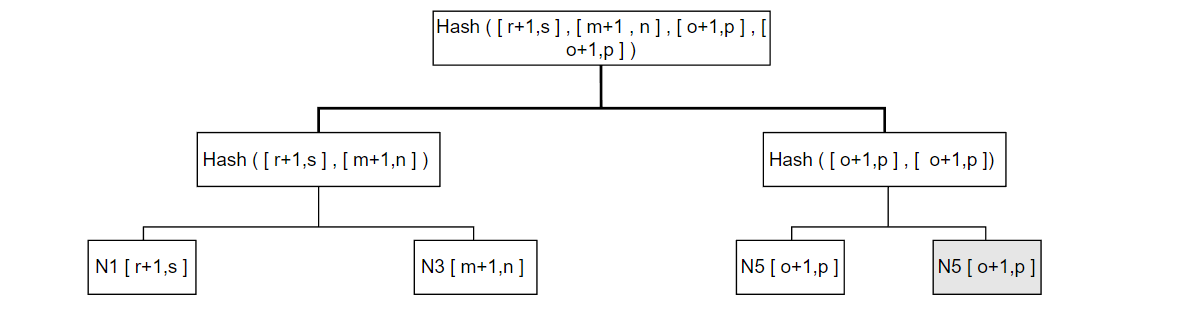 Hash ( [ r+1,s ] , [ m+1 , n ] , [ o+1,p ] , [
o+1,p ] )
Hash ( [ r+1,s ] , [ m+1,n ] )
Hash ( [ o+1,p ] , [ o+1,p ])
N1 [ r+1,s ]
N3 [ m+1,n ]
N5 [ o+1,p ]
N5 [ o+1,p ]